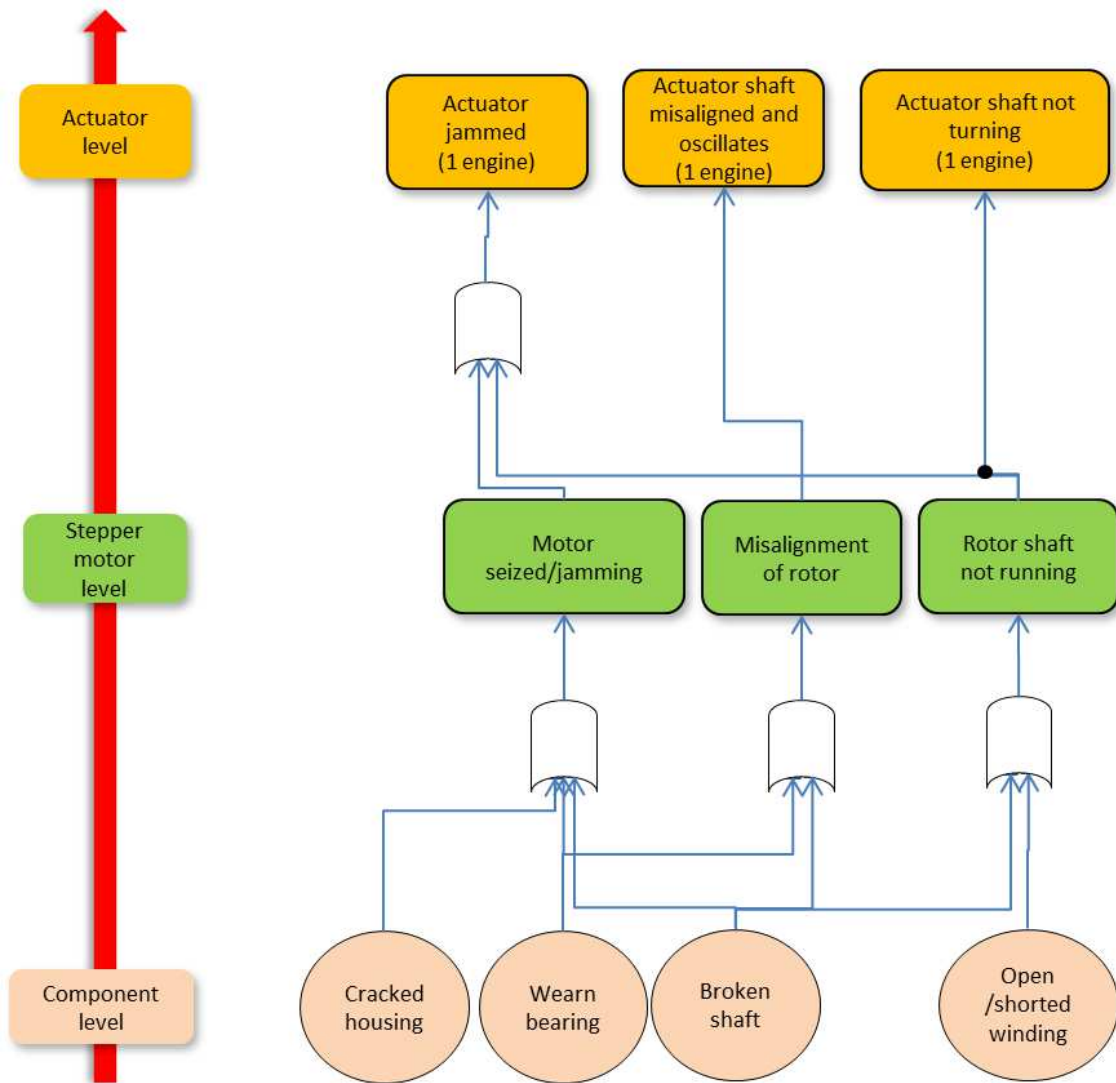 Actuator
level
Actuator
jammed
(1 engine)
Actuator shaft
misaligned and
oscillates
(1 engine)
Actuator shaft not
turning
(1 engine)
Stepper
motor
level
Motor
seized/jamming
Misalignment
of rotor
Rotor shaft
not running
Component
level
Cracked
housing
Wearn
bearing
Broken
shaft
Open
/shorted
winding